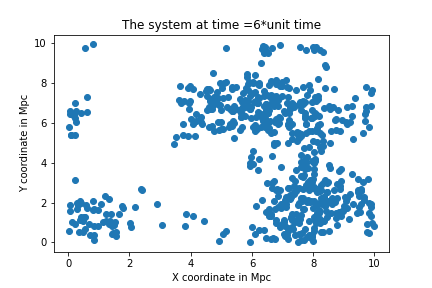 The system at time =6*unit time
10
8
6
4
2
0
Y coordinate in Mpc
0 2 4 6 8 10
X coordinate in Mpc